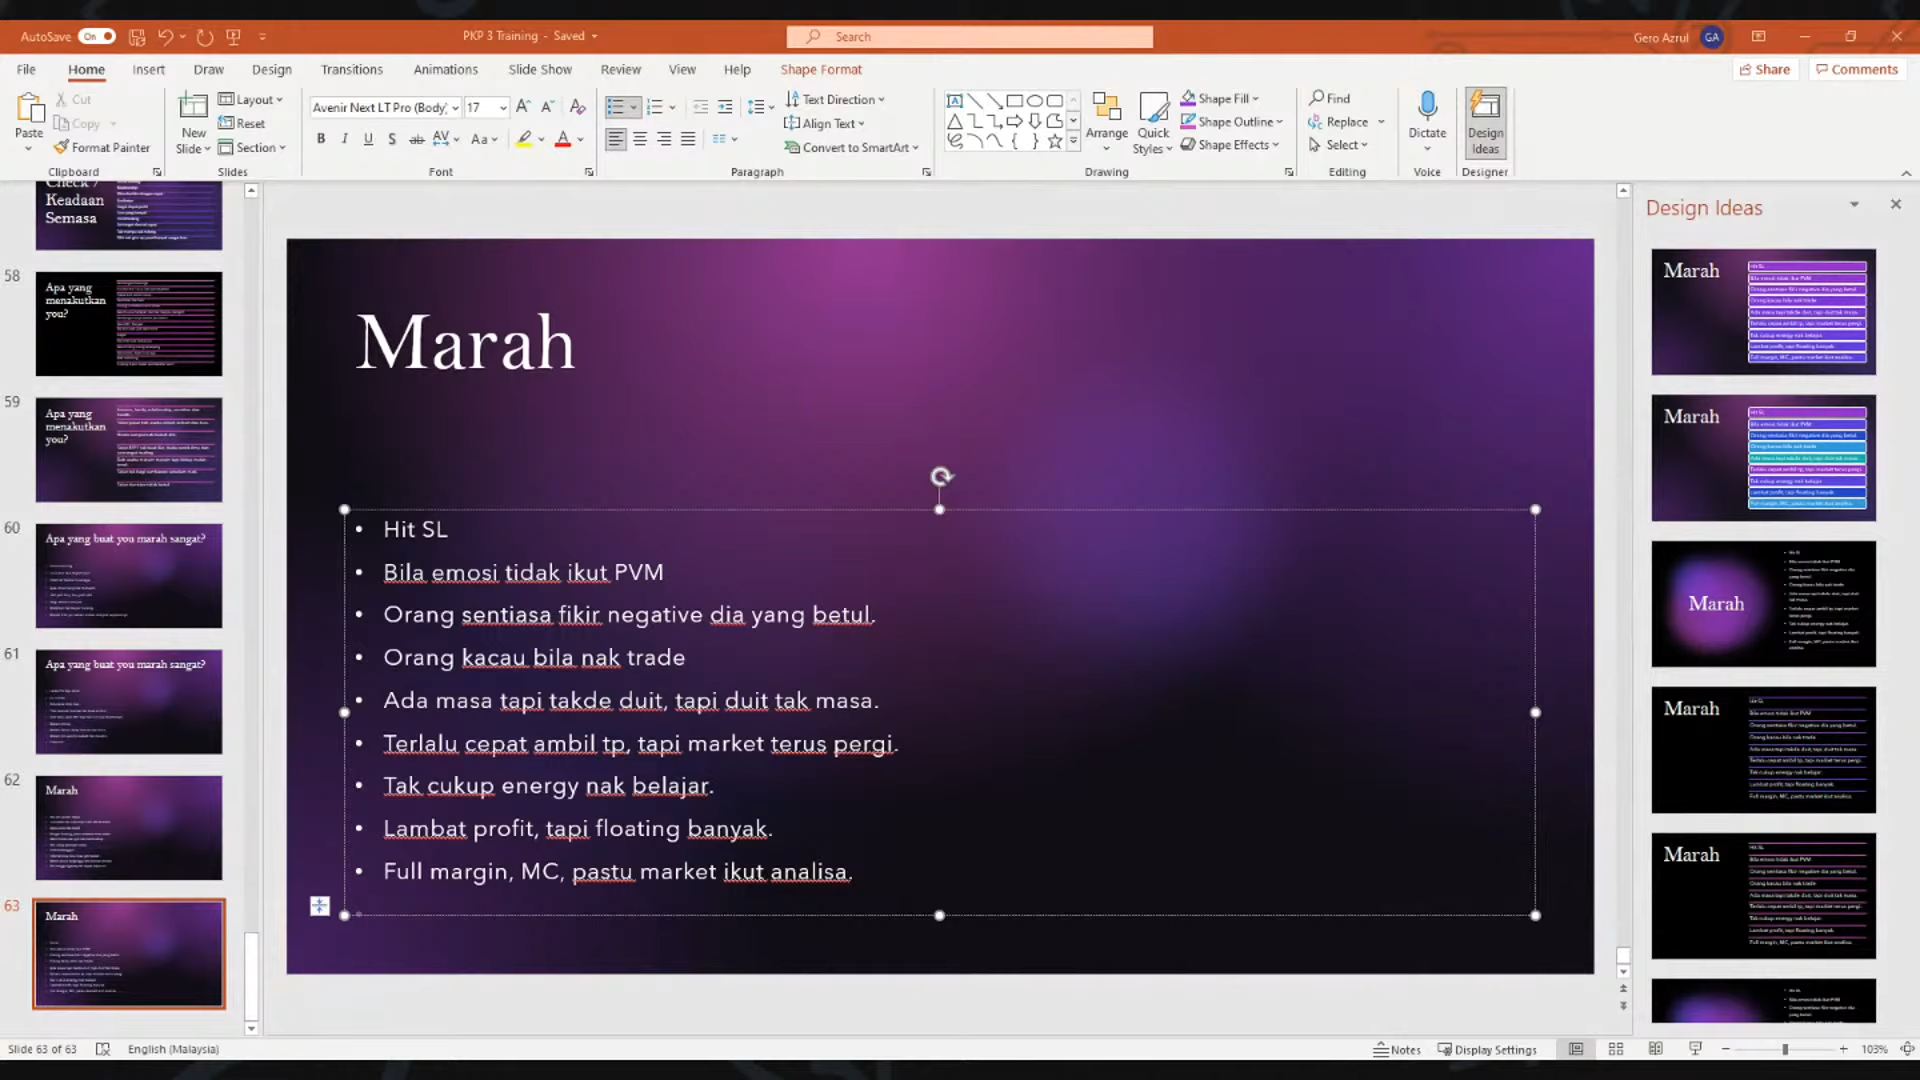 AutoSave On PKP 3 Training - Saved Search Gero Azrul GA
File Home Insert Draw Design Transitions Animations Slide Show Review View Help Shape Format Share Comments
Paste
Cut
Copy
Format Painter
Clipboard
New
Slide
Layout
Reset
Section
Slides
Avenir Next LT Pro (Body) 17
Font
Paragraph
Text Direction
Align Text
Convert to SmartArt
Arrange
Quick
Styles
Shape Fill
Shape Outline
Shape Effects
Drawing
Find
Replace
Select
Editing
Dictate
Voice
Design
Ideas
Designer
Keadaan
Semasa
58
Apa yang
menakutkan
you?
59
Apa yang
menakutkan
you?
60
Apa yang buat you marah sangat?
61
Apa yang buat you marah sangat?
62
Marah
63
Marah
Marah
• Hit SL
• Bila emosi tidak ikut PVM
• Orang sentiasa fikir negative dia yang betul.
• Orang kacau bila nak trade
• Ada masa tapi takde duit, tapi duit tak masa.
• Terlalu cepat ambil tp, tapi market terus pergi.
• Tak cukup energy nak belajar.
• Lambat profit, tapi floating banyak.
• Full margin, MC, pastu market ikut analisa.
Design Ideas
Marah
Marah
Marah
Marah
Marah
Slide 63 of 63 English (Malaysia) Notes Display Settings 103%